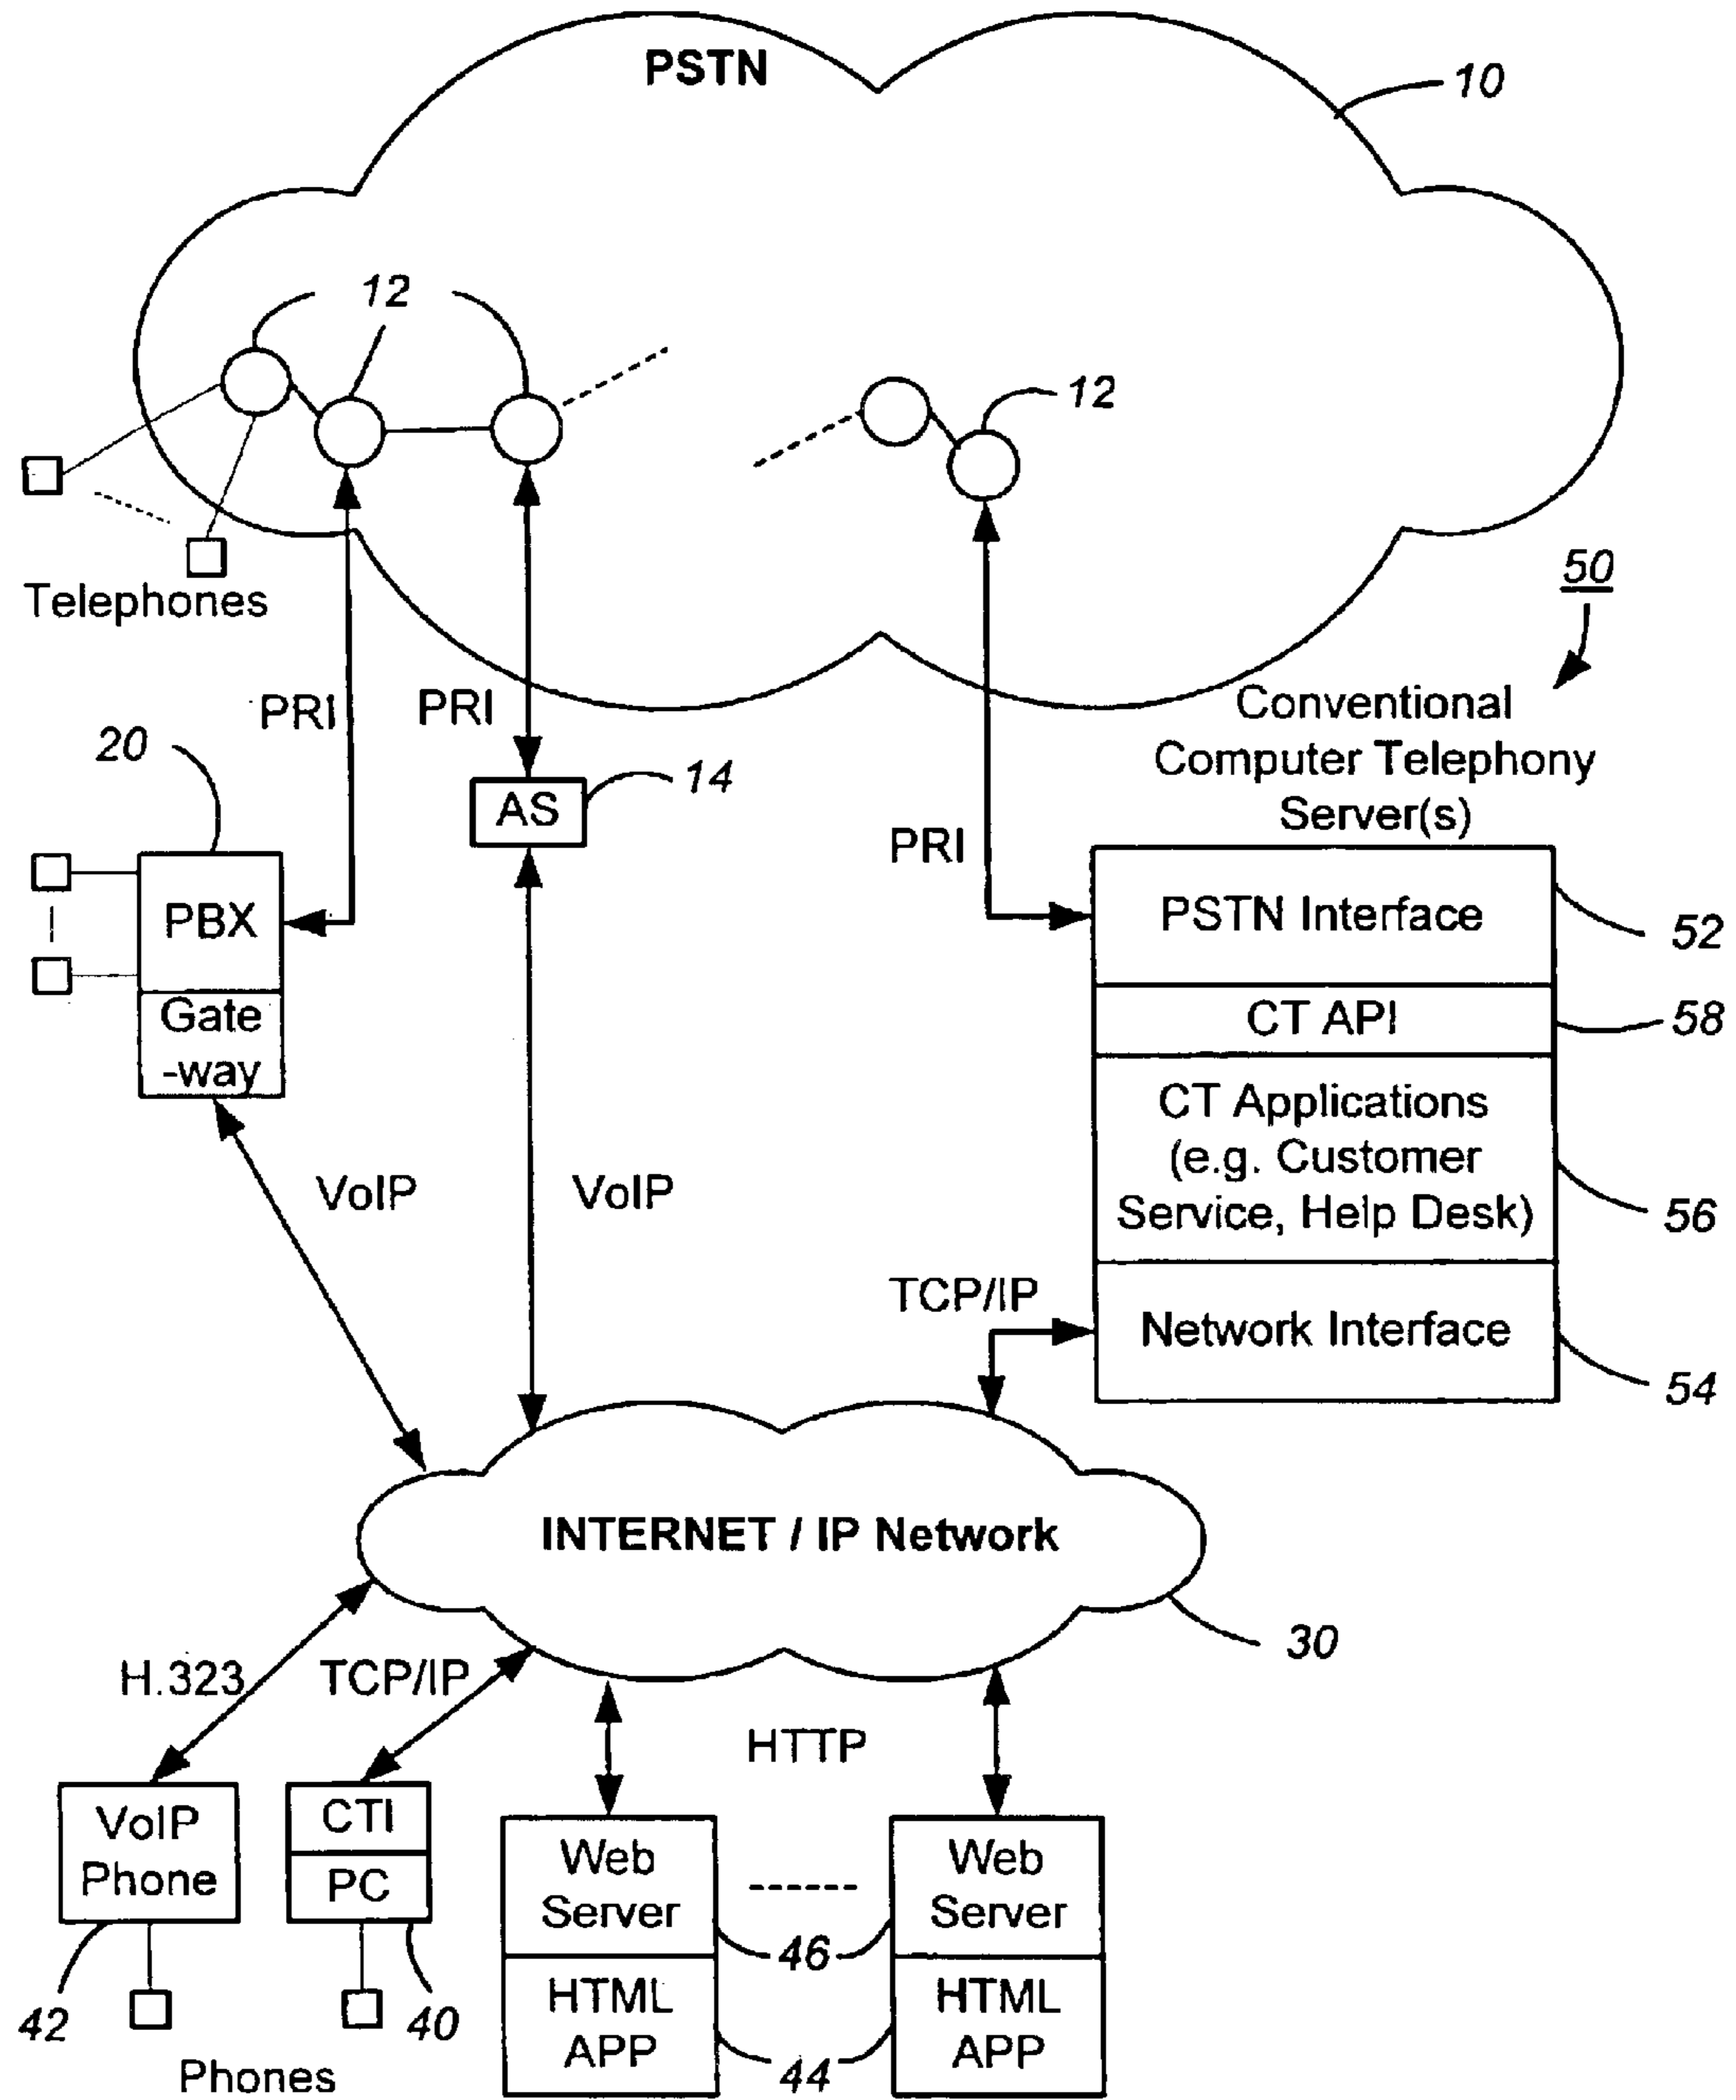 PSTN
10
12
12
Telephones
50
PRI
PRI
Conventional
Computer Telephony
Server(s)
20
14
AS
PRI
PBX
PSTN Interface
52
Gate
-way
CT API
58
CT Applications
(e.g. Customer
Service, Help Desk)
56
VoIP
VoIP
TCP/IP
Network Interface
54
INTERNET / IP Network
30
H.323
TCP/IP
HTTP
VoIP
Phone
CTI
PC
Web
Server
Web
Server
46
HTML
APP
HTML
APP
42
40
44
Phones